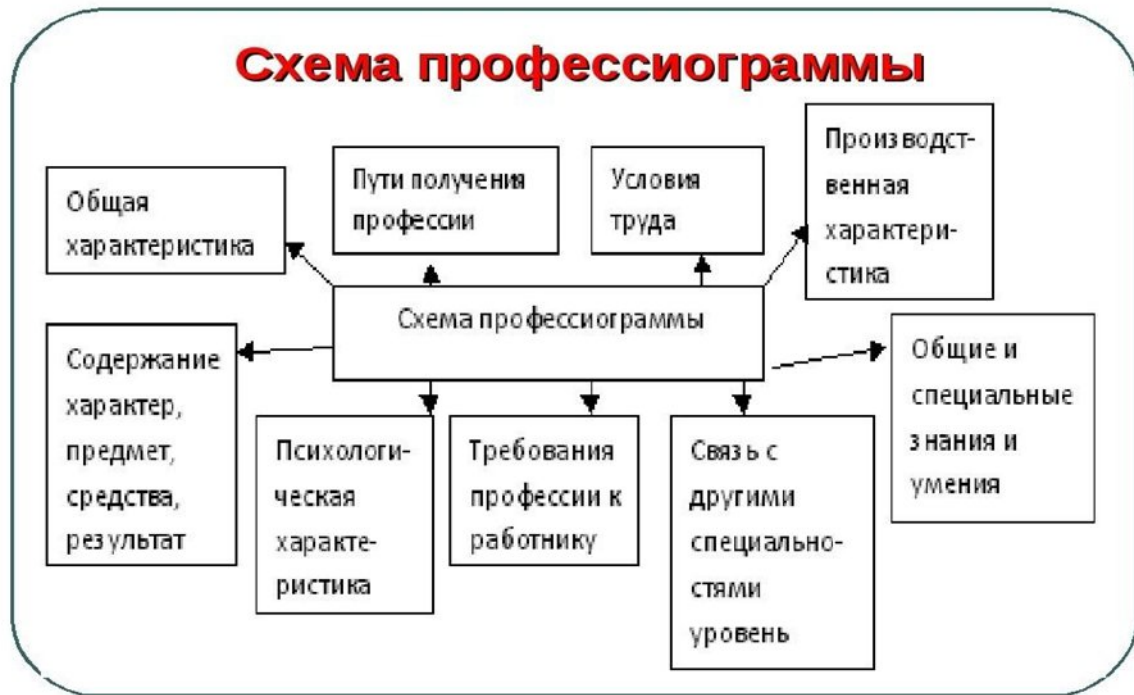 Схема профессиограммы
Общая
характеристика
Пути получения
профессии
Условия
труда
Производст-
венная
характери-
стика
Схема профессиограммы
Содержание
характер,
предмет,
средства,
результат
Психологи-
ческая
характе-
ристика
Требования
профессии к
работнику
Связь с
другими
специально-
стями
уровень
Общие и
специальные
знания и
умения